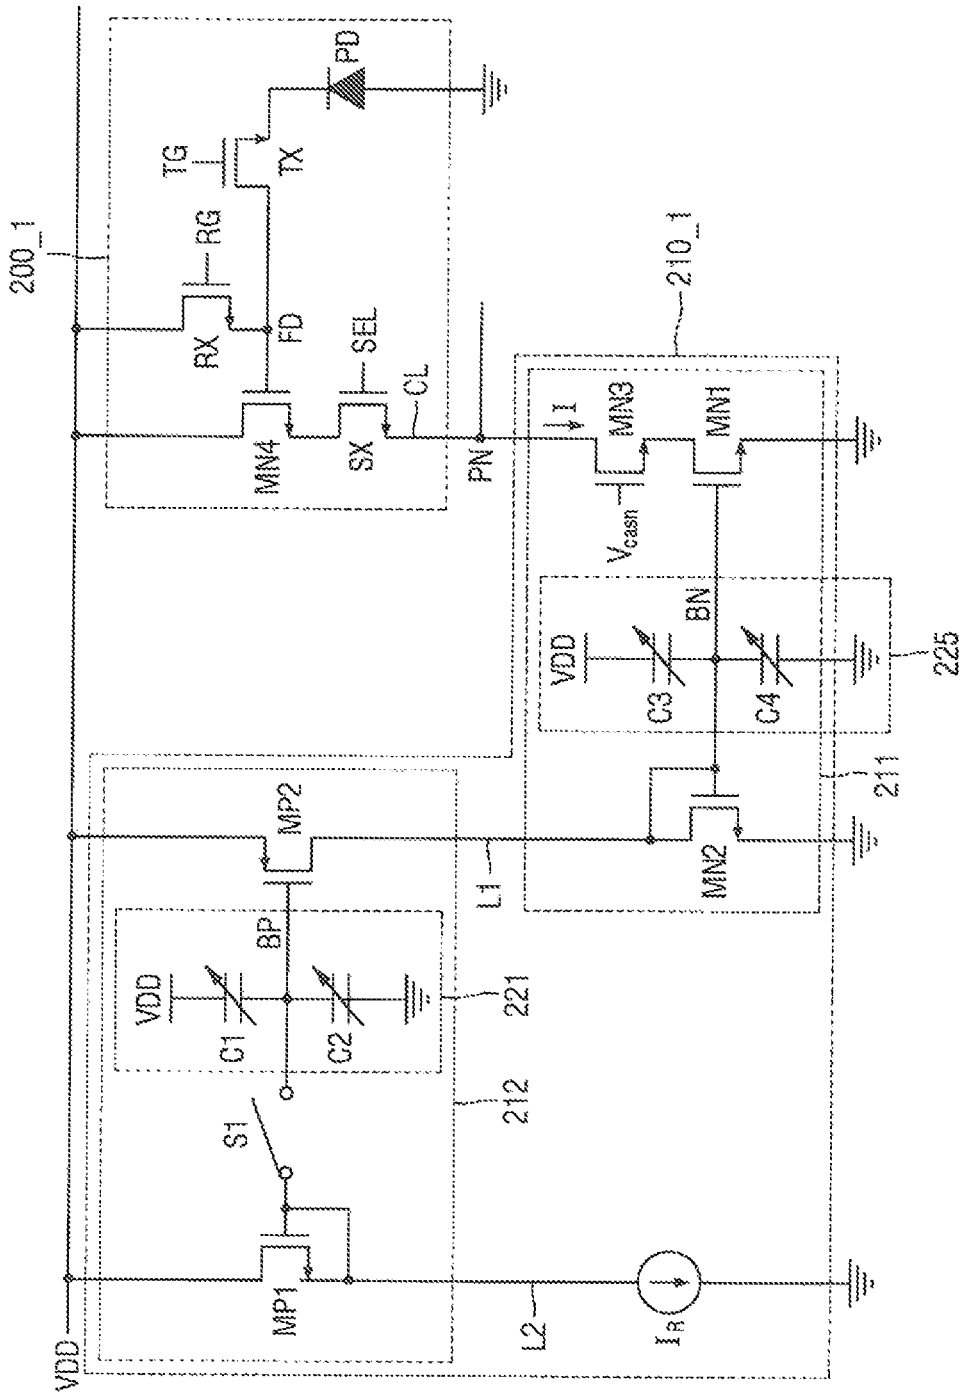 200_1
VDD
TG
PD
RG
RX
TX
FD
MN4
SEL
SX
CL
PN
210_1
I
MN3
Vcasn
MN1
BN
VDD
C3
C4
225
211
MN2
L1
MP2
BP
VDD
C1
C2
221
212
S1
MP1
L2
IR